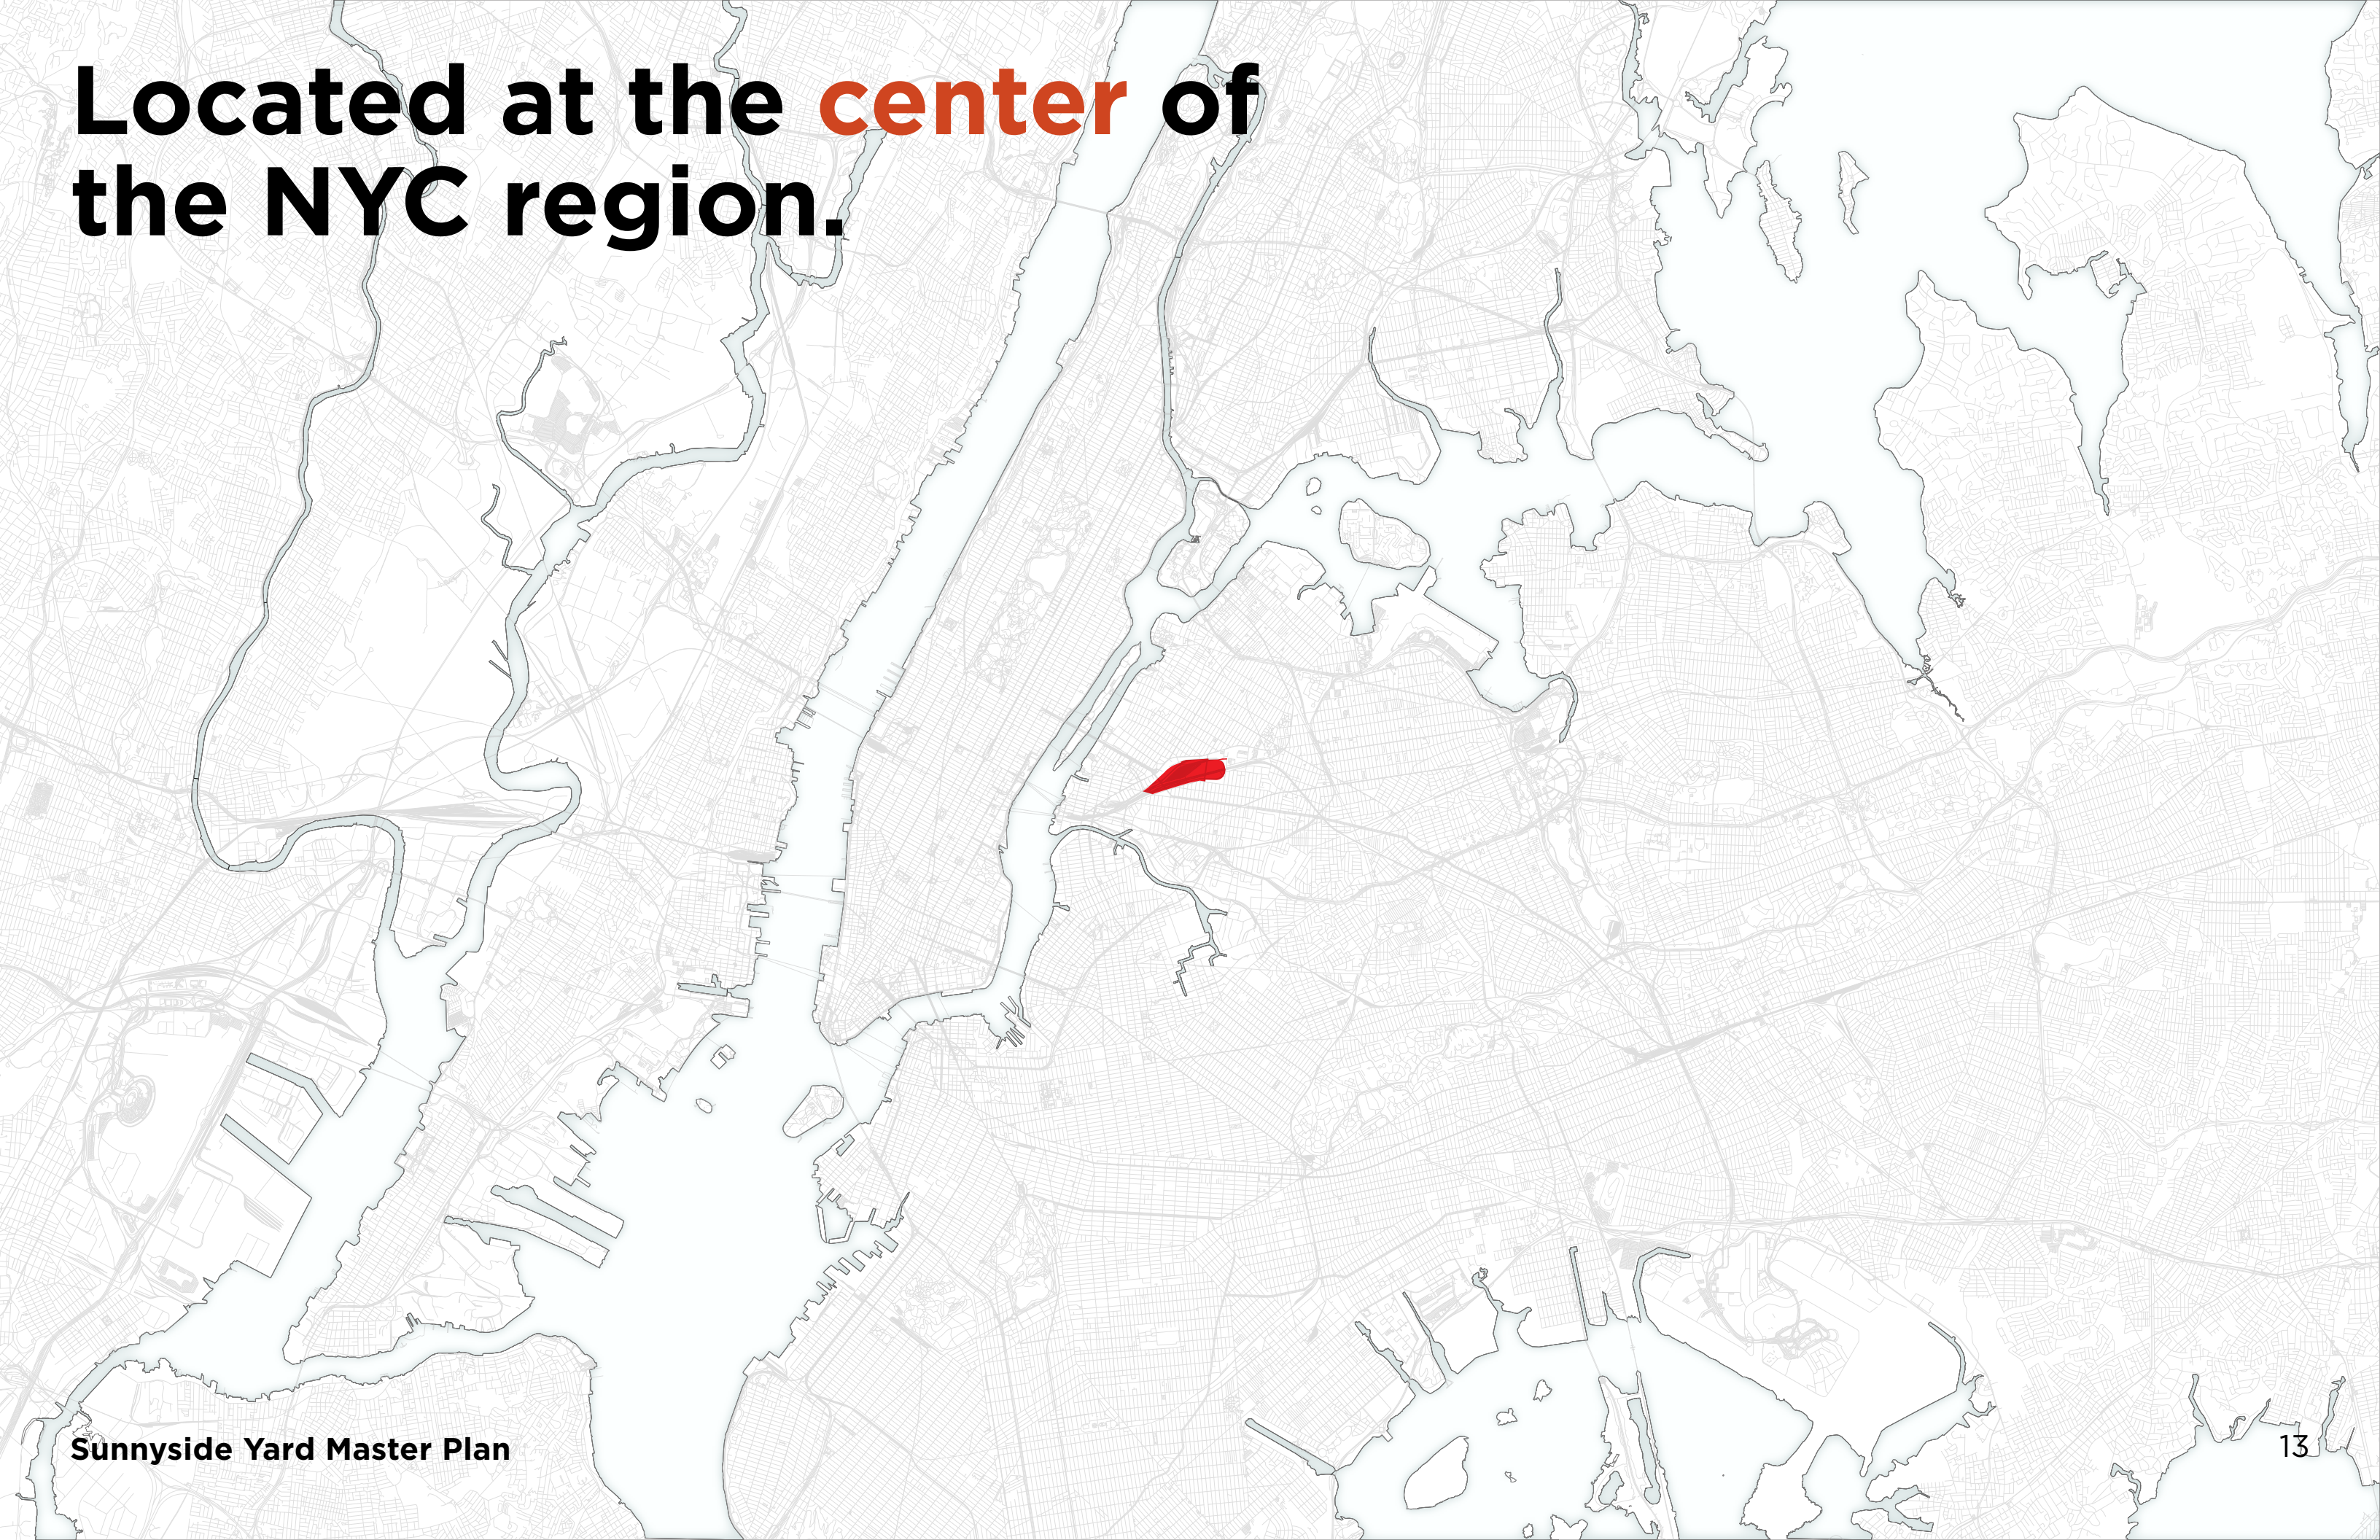 Located at the center of
the NYC region.
Sunnyside Yard Master Plan
13